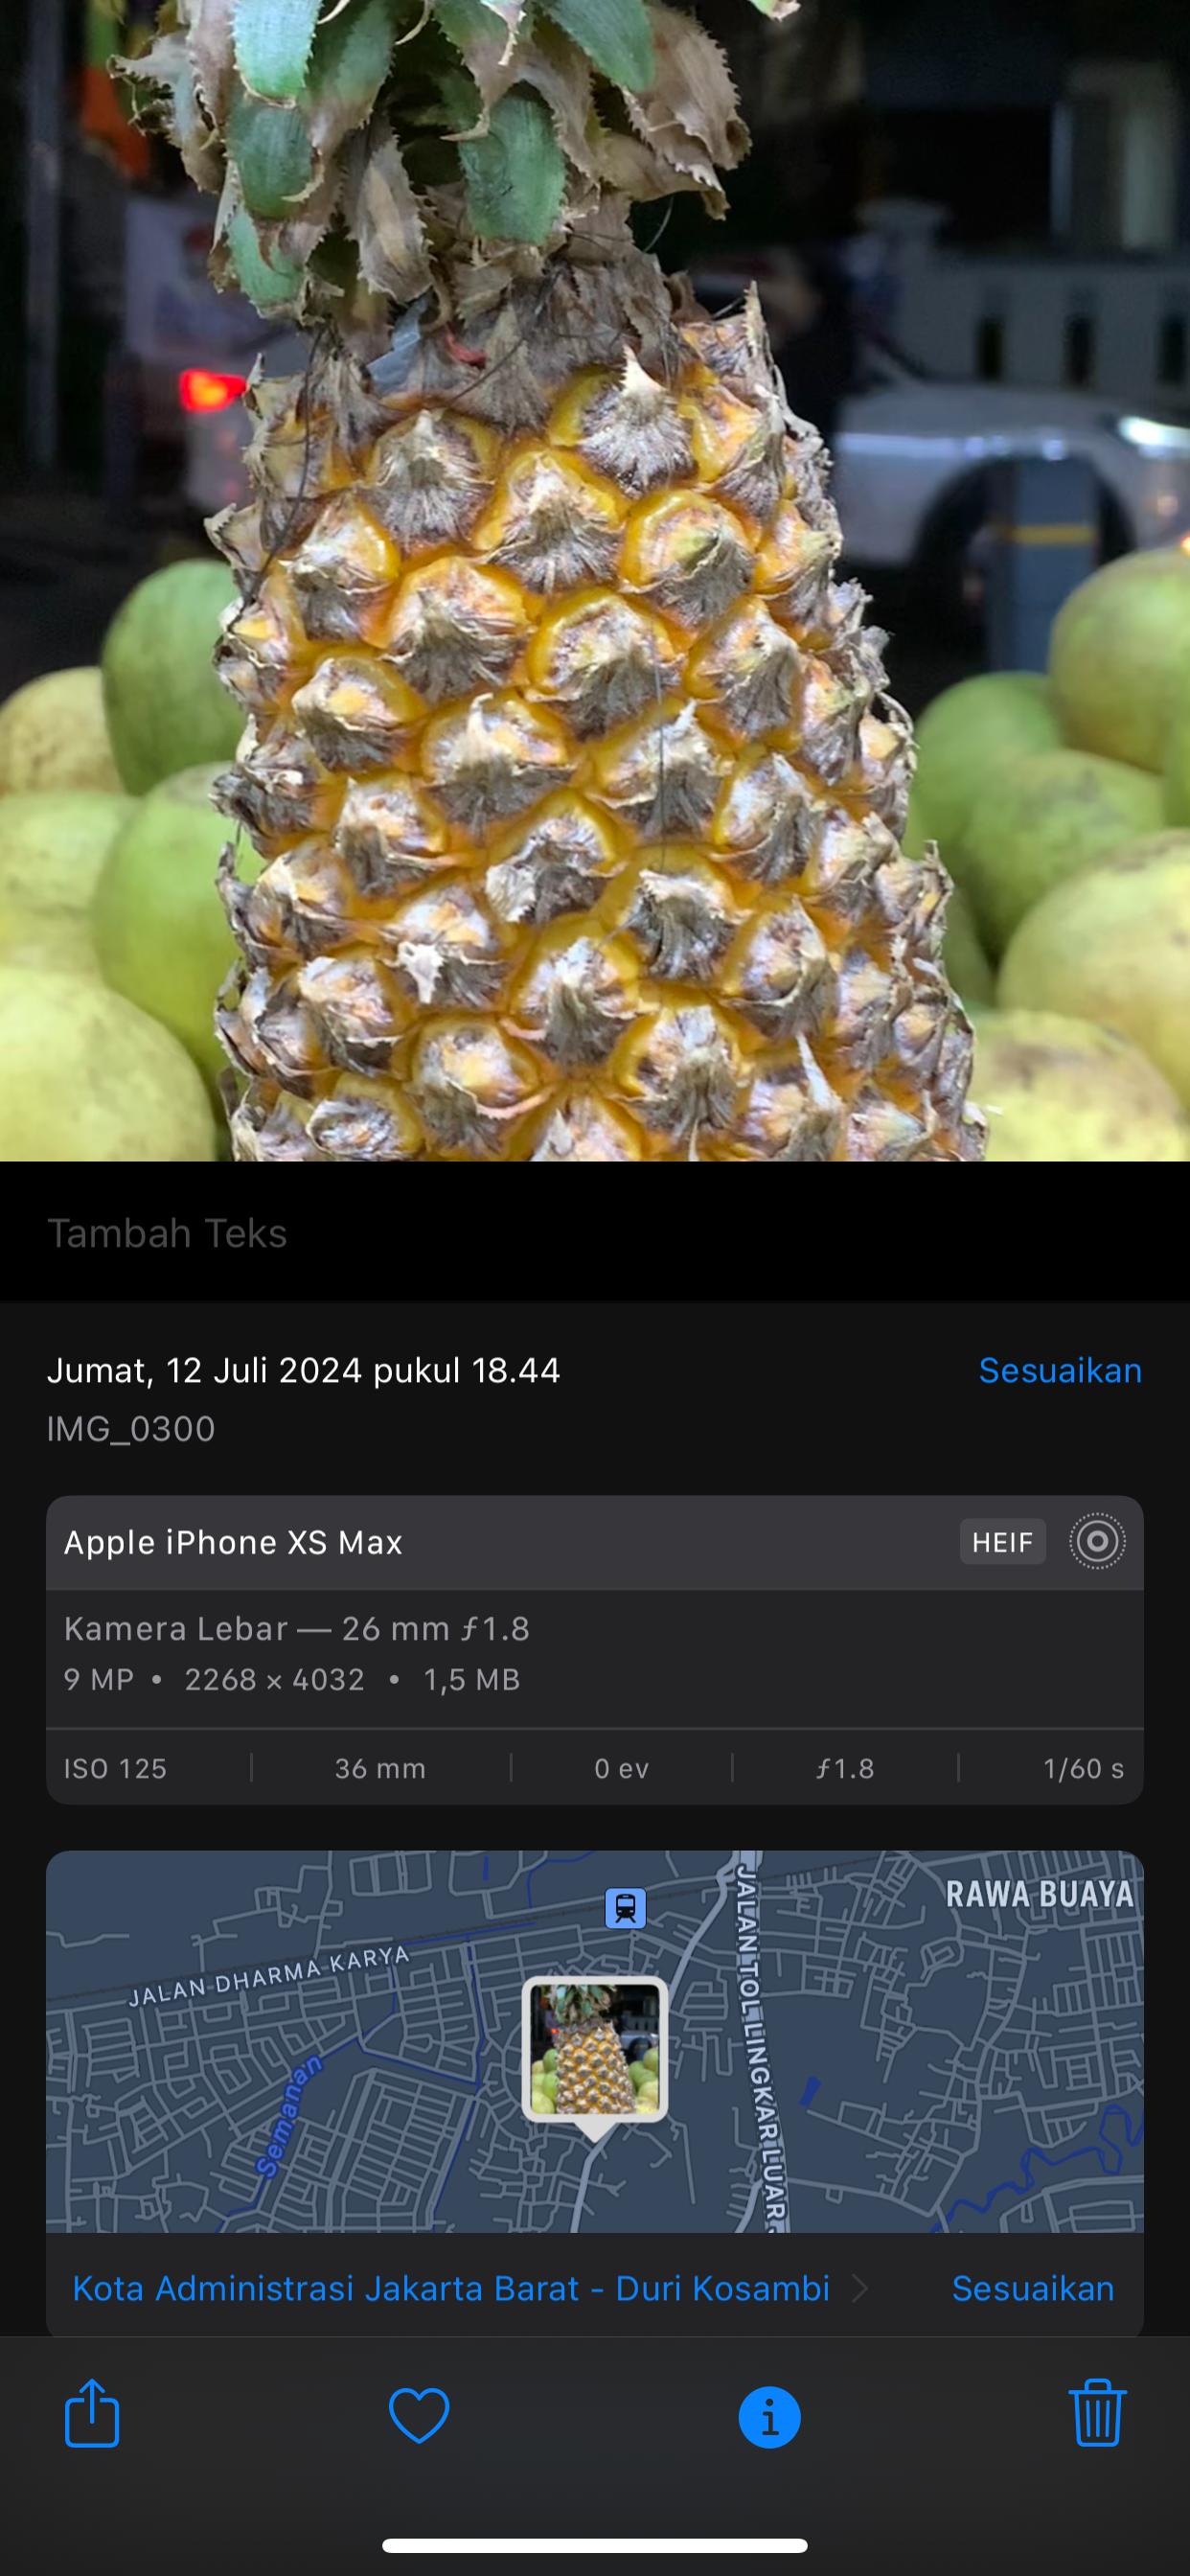 Tambah Teks
Jumat, 12 Juli 2024 pukul 18.44
Sesuaikan
IMG_0300
Apple iPhone XS Max
HEIF
Kamera Lebar — 26 mm ƒ1.8
9 MP • 2268 × 4032 • 1,5 MB
ISO 125 | 36 mm | 0 ev | ƒ1.8 | 1/60 s
RAWA BUAYA
JALAN DHARMA KARYA
JALAN TOL LINGKAR LUAR
Semanan
Kota Administrasi Jakarta Barat - Duri Kosambi
Sesuaikan